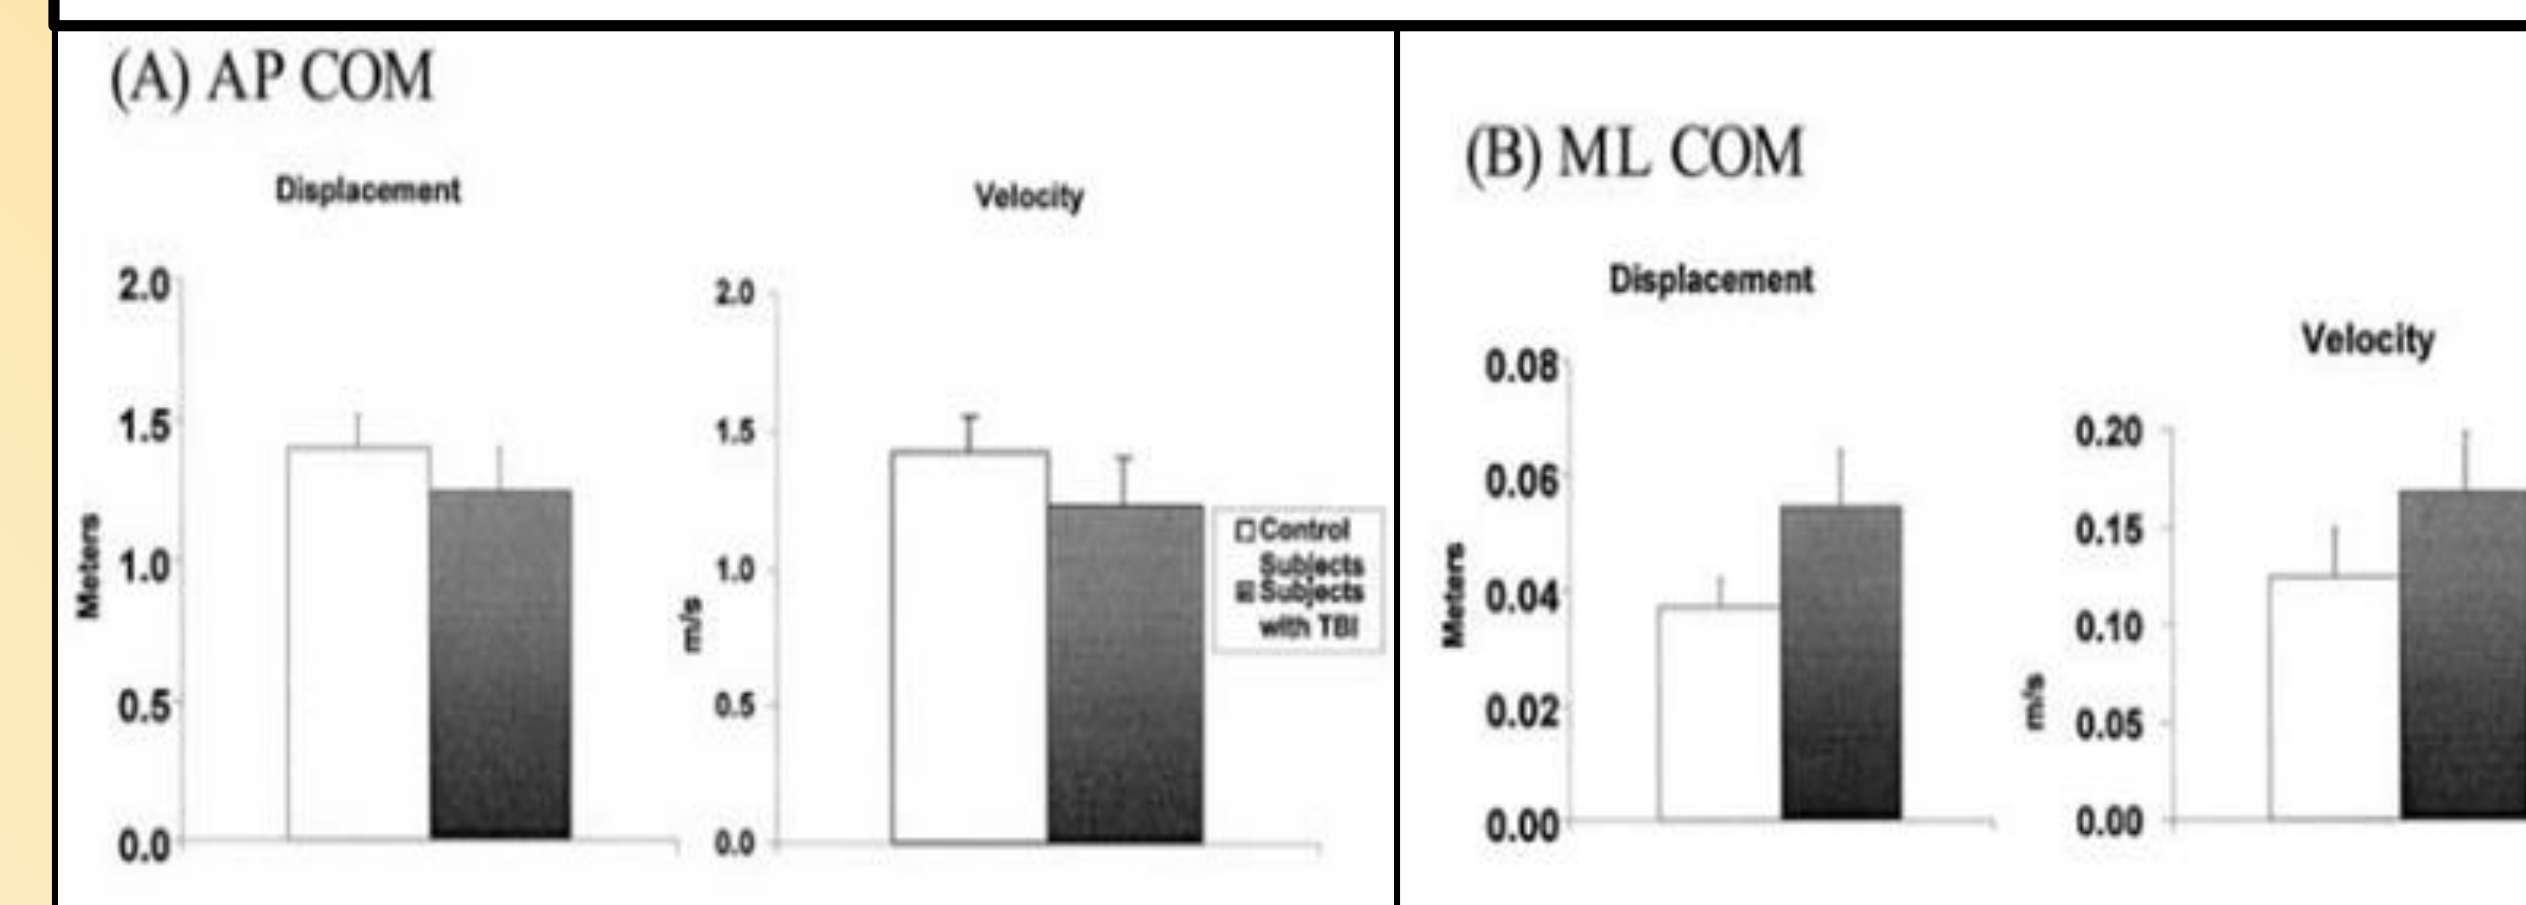 (A) AP COM
Displacement
2.0
1.5
1.0
0.5
0.0
Meters
Velocity
2.0
1.5
1.0
0.5
0.0
m/s
Control
Subjects
Subjects
with TBI
(B) ML COM
Displacement
0.08
0.06
0.04
0.02
0.00
Meters
Velocity
0.20
0.15
0.10
0.05
0.00
m/s